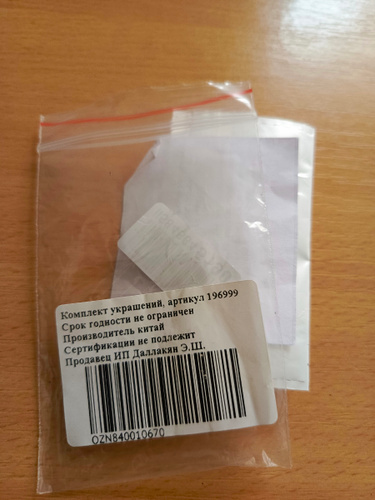 Комплект украшений, артикул 196999
Срок годности не ограничен
Производитель китай
Сертификации не подлежит
Продавец ИП Даллакян Э.Ш.
OZN840010670